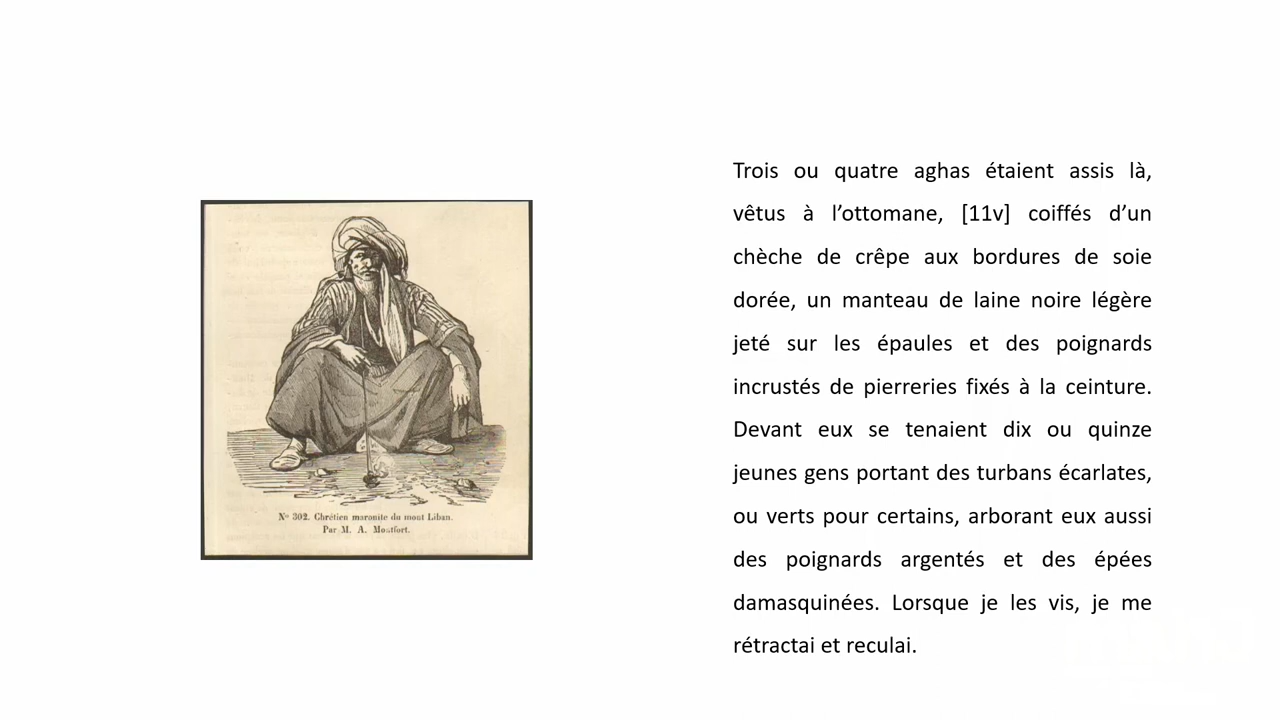 Nº 302. Chrétien maronite du mont Liban.
Par M. A. Montfort.
Trois ou quatre aghas étaient assis là,
vêtus à l’ottomane, [11v] coiffés d’un
chèche de crêpe aux bordures de soie
dorée, un manteau de laine noire légère
jeté sur les épaules et des poignards
incrustés de pierreries fixés à la ceinture.
Devant eux se tenaient dix ou quinze
jeunes gens portant des turbans écarlates,
ou verts pour certains, arborant eux aussi
des poignards argentés et des épées
damasquinées. Lorsque je les vis, je me
rétractai et reculai.